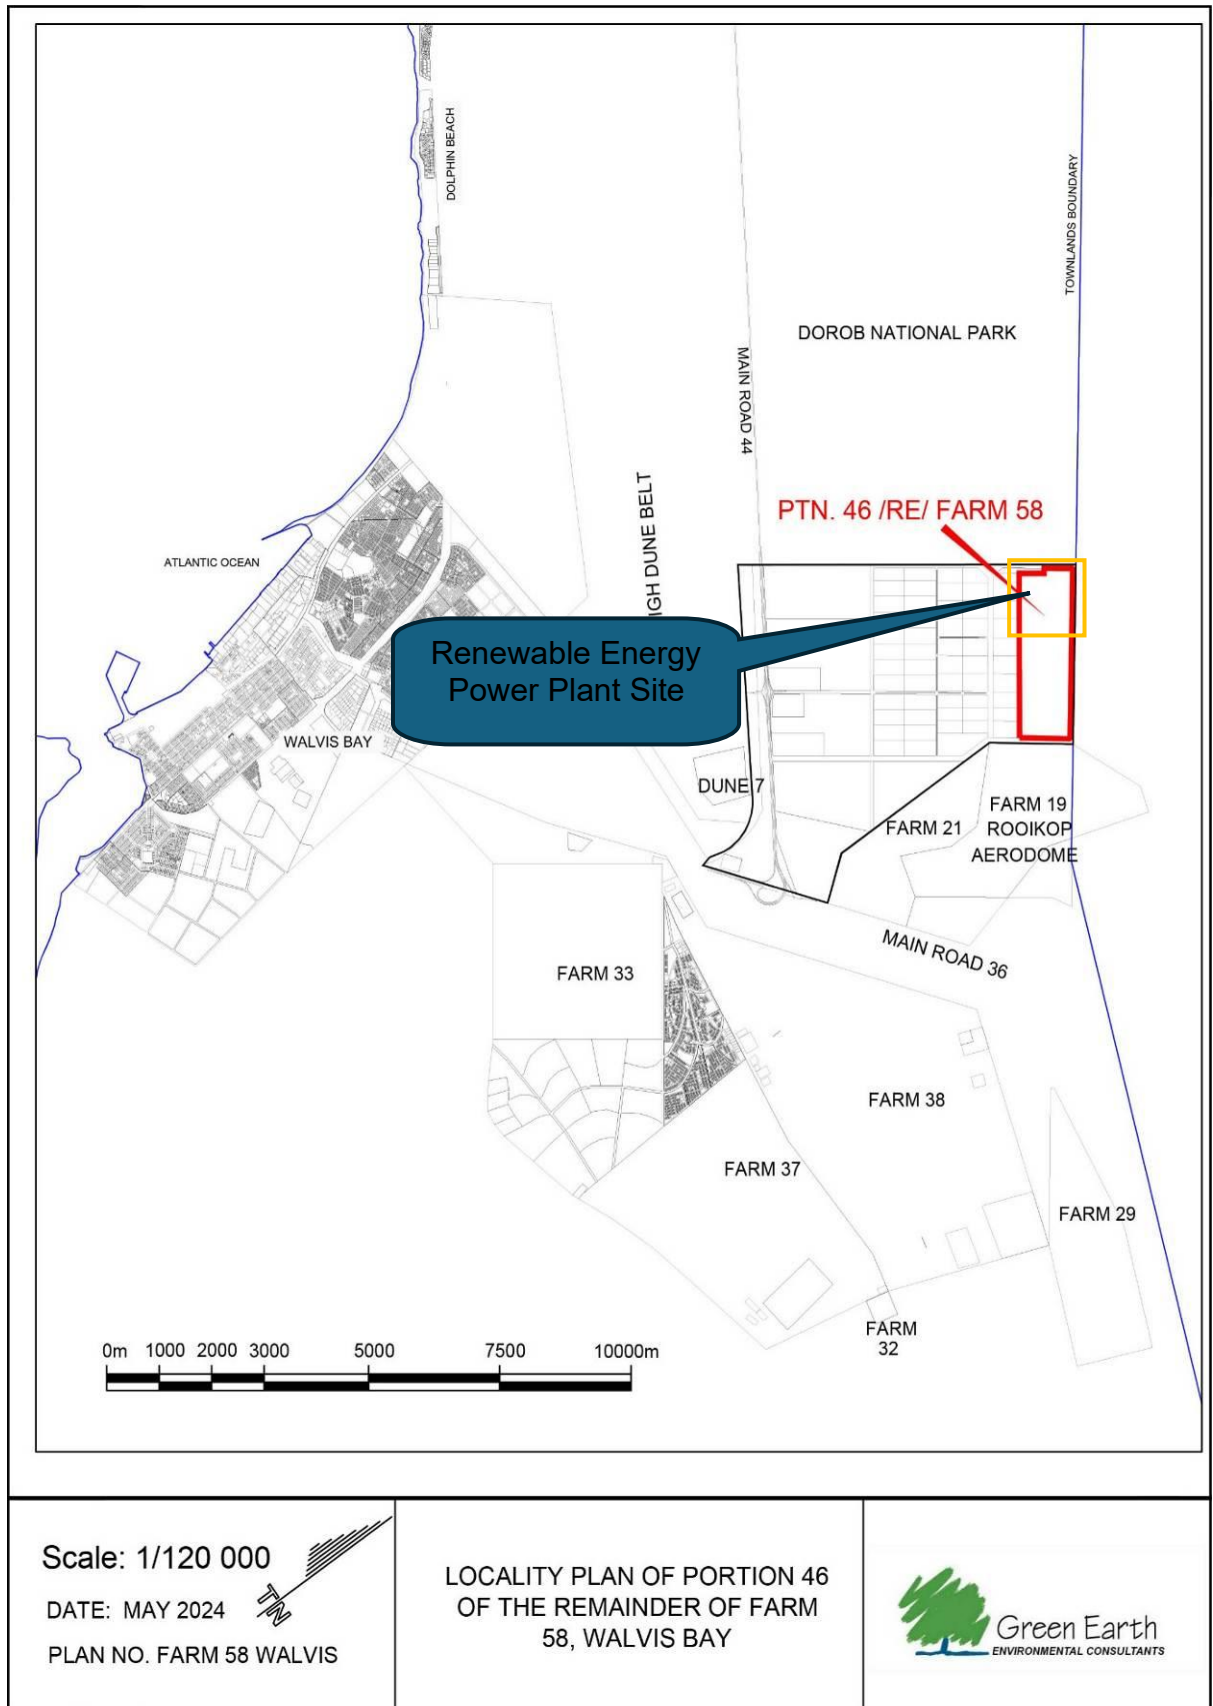 DOLPHIN BEACH
TOWNLANDS BOUNDARY
DOROB NATIONAL PARK
MAIN ROAD 44
IGH DUNE BELT
PTN. 46 /RE/ FARM 58
ATLANTIC OCEAN
Renewable Energy
Power Plant Site
WALVIS BAY
DUNE 7
FARM 21
FARM 19
ROOIKOP
AERODOME
MAIN ROAD 36
FARM 33
FARM 38
FARM 37
FARM 29
FARM
32
0m 1000 2000 3000 5000 7500 10000m
Scale: 1/120 000
TN
DATE: MAY 2024
PLAN NO. FARM 58 WALVIS
LOCALITY PLAN OF PORTION 46
OF THE REMAINDER OF FARM
58, WALVIS BAY
Green Earth
ENVIRONMENTAL CONSULTANTS